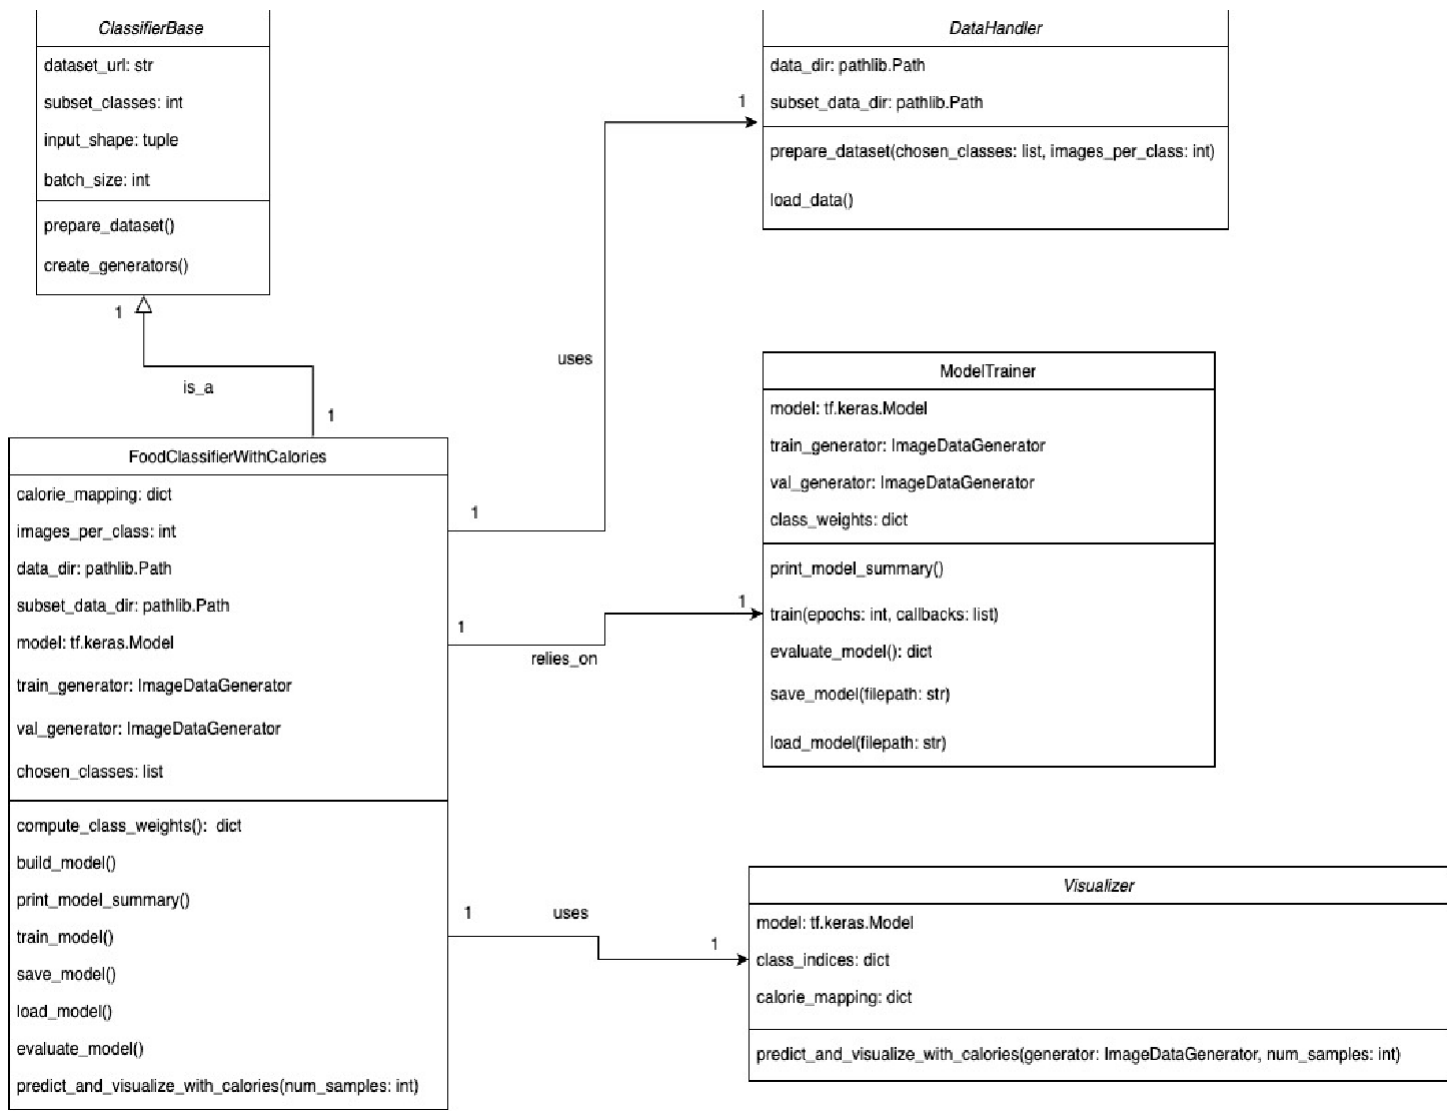 ClassifierBase
dataset_url: str
subset_classes: int
input_shape: tuple
batch_size: int
prepare_dataset()
create_generators()
1
is_a
1
FoodClassifierWithCalories
calorie_mapping: dict
images_per_class: int
data_dir: pathlib.Path
subset_data_dir: pathlib.Path
model: tf.keras.Model
train_generator: ImageDataGenerator
val_generator: ImageDataGenerator
chosen_classes: list
compute_class_weights(): dict
build_model()
print_model_summary()
train_model()
save_model()
load_model()
evaluate_model()
predict_and_visualize_with_calories(num_samples: int)
1
uses
1
DataHandler
data_dir: pathlib.Path
subset_data_dir: pathlib.Path
prepare_dataset(chosen_classes: list, images_per_class: int)
load_data()
1
relies_on
1
ModelTrainer
model: tf.keras.Model
train_generator: ImageDataGenerator
val_generator: ImageDataGenerator
class_weights: dict
print_model_summary()
train(epochs: int, callbacks: list)
evaluate_model(): dict
save_model(filepath: str)
load_model(filepath: str)
1
uses
1
Visualizer
model: tf.keras.Model
class_indices: dict
calorie_mapping: dict
predict_and_visualize_with_calories(generator: ImageDataGenerator, num_samples: int)